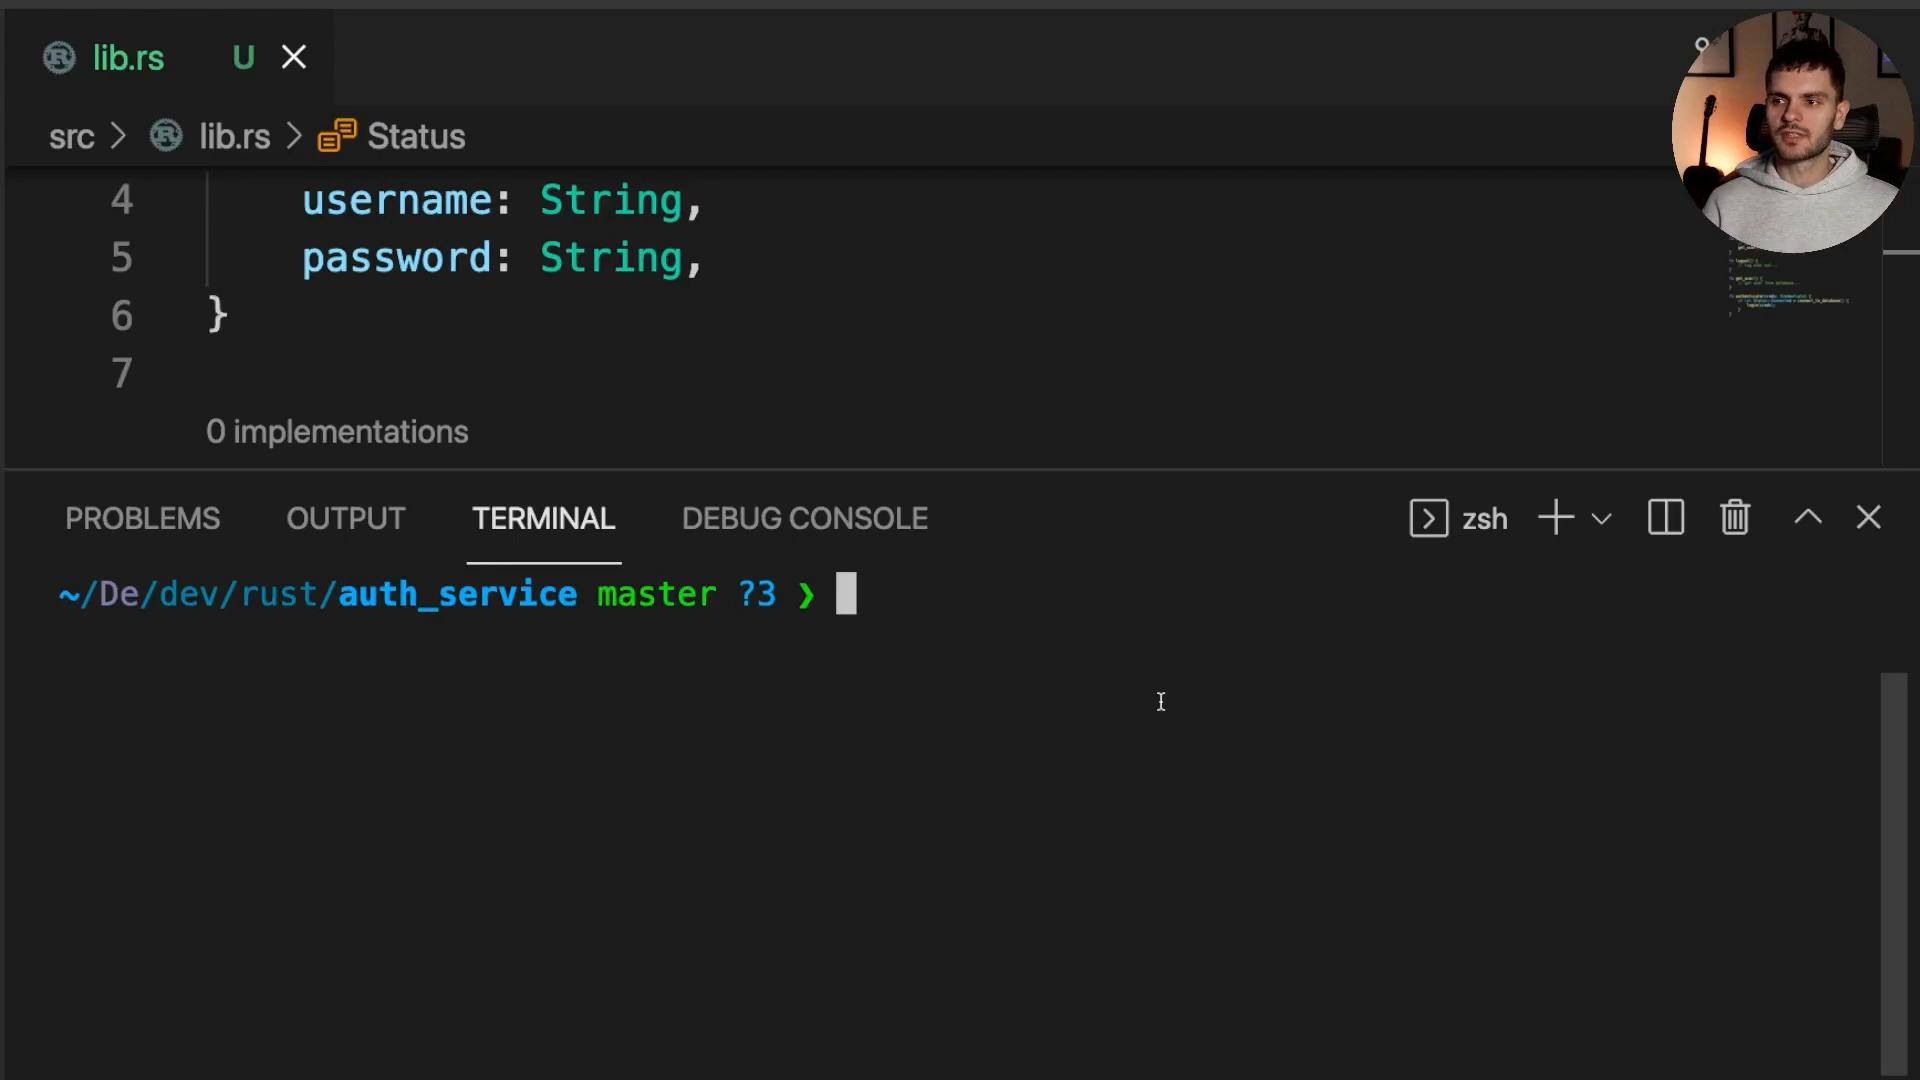 lib.rs U
src > lib.rs > Status
4 username: String,
5 password: String,
6 }
7
0 implementations
PROBLEMS OUTPUT TERMINAL DEBUG CONSOLE zsh
~/De/dev/rust/auth_service master ?3 ❯